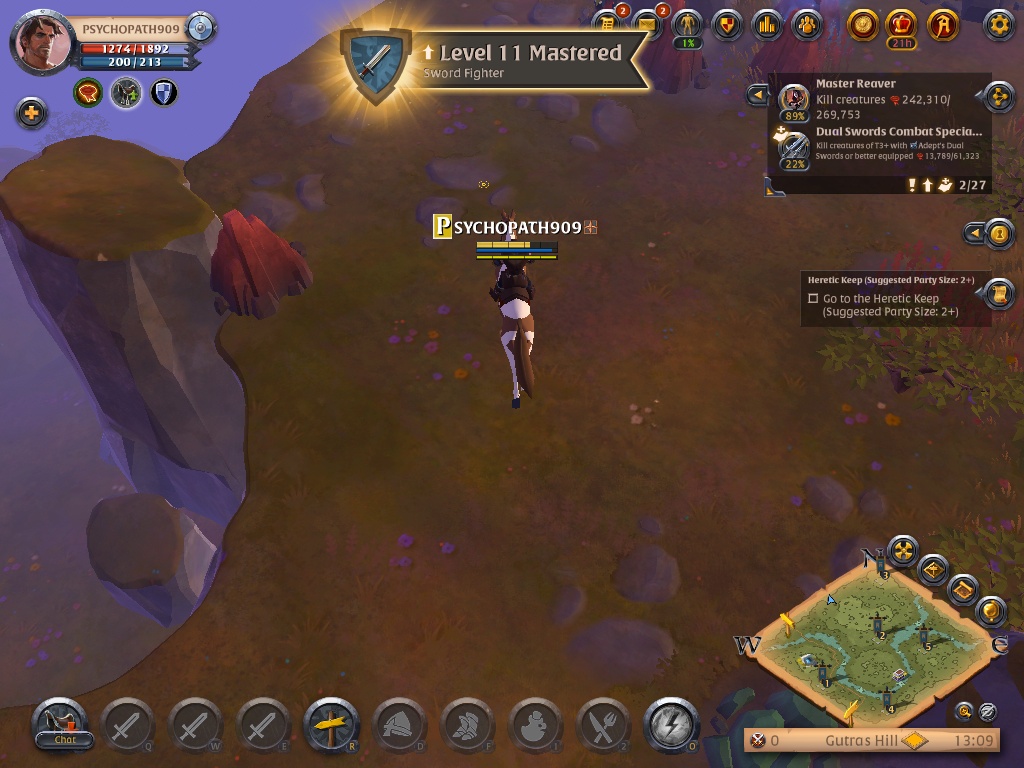 PSYCHOPATH909
1274 / 1892
200 / 213
Level 11 Mastered
Sword Fighter
2
2
1%
21h
Master Reaver
Kill creatures 242,310/
269,753
89%
Dual Swords Combat Specia...
Kill creatures of T3+ with Adept's Dual
Swords or better equipped 13,789/61,323
22%
2/27
PSYCHOPATH909
Heretic Keep (Suggested Party Size: 2+)
Go to the Heretic Keep
(Suggested Party Size: 2+)
N
W
E
3
2
5
1
4
Chat
Q
W
E
R
D
F
1
2
O
0
Gutras Hill
13:09